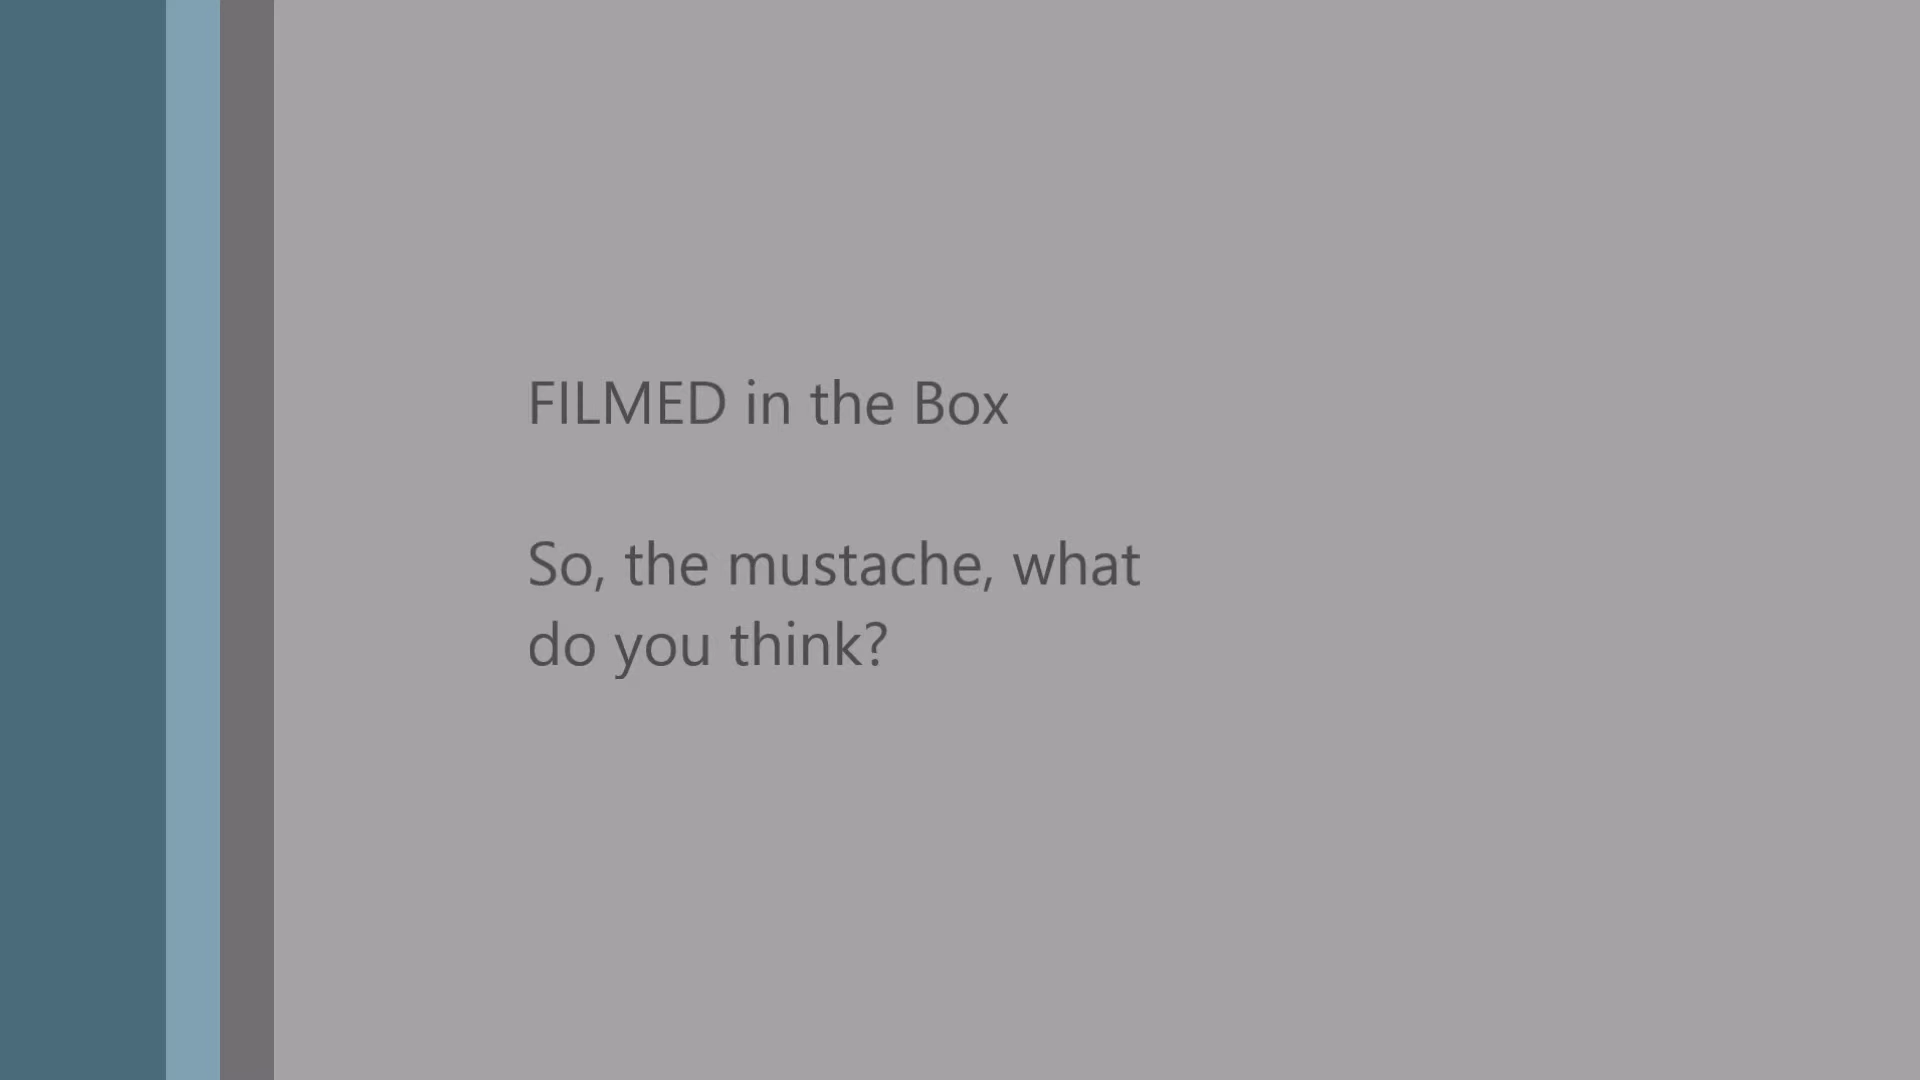 FILMED in the Box
So, the mustache, what
do you think?